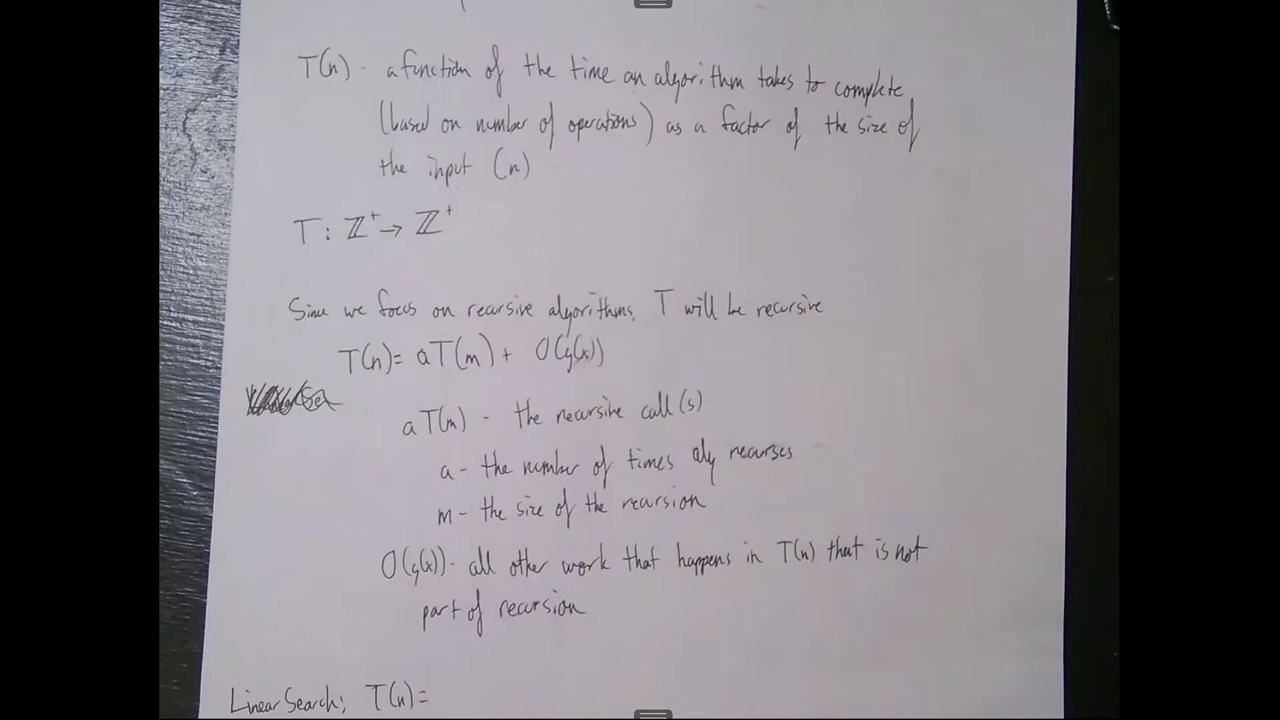 T(n) - a function of the time an algorithm takes to complete
(based on number of operations) as a factor of the size of
the input (n)
T: ℤ⁺ → ℤ⁺
Since we focus on recursive algorithms, T will be recursive
T(n) = aT(m) + O(g(x))
aT(m) - the recursive call(s)
a - the number of times alg recurses
m - the size of the recursion
O(g(x)) - all other work that happens in T(n) that is not
part of recursion
Linear Search: T(n) =